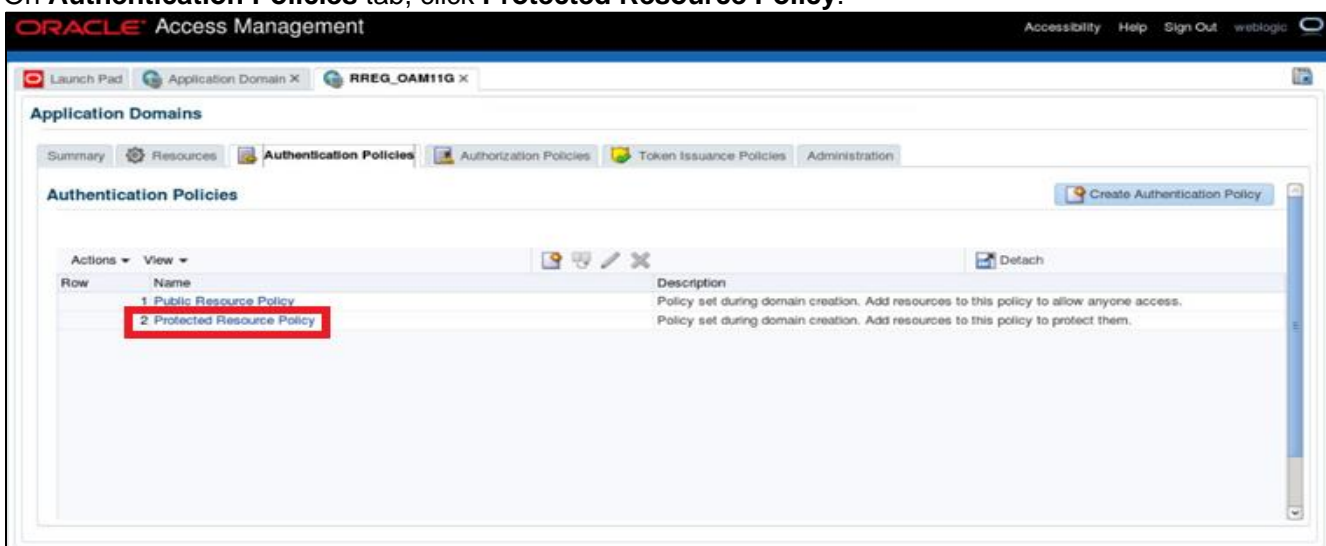 On Authentication Policies tab, click Protected Resource Policy.
ORACLE Access Management Accessibility Help Sign Out weblogic
Launch Pad Application Domain × RREG_OAM11G ×
Application Domains
Summary Resources Authentication Policies Authorization Policies Token Issuance Policies Administration
Authentication Policies Create Authentication Policy
Actions View Detach
Row Name Description
1 Public Resource Policy Policy set during domain creation. Add resources to this policy to allow anyone access.
2 Protected Resource Policy Policy set during domain creation. Add resources to this policy to protect them.